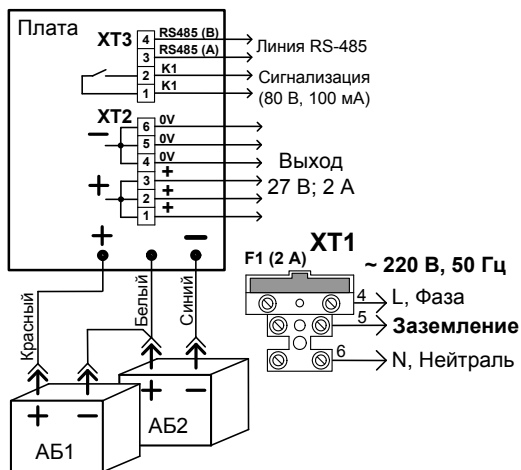 Плата
XT3
4 RS485 (B)
3 RS485 (A)
2 K1
1 K1
Линия RS-485
Сигнализация
(80 В, 100 мА)
XT2
6 0V
5 0V
4 0V
3 +
2 +
1 +
−
+
Выход
27 В; 2 А
+ −
XT1
F1 (2 A)
~ 220 В, 50 Гц
4 L, Фаза
5 Заземление
6 N, Нейтраль
Красный
Белый
Синий
+ −
АБ1
+ −
АБ2